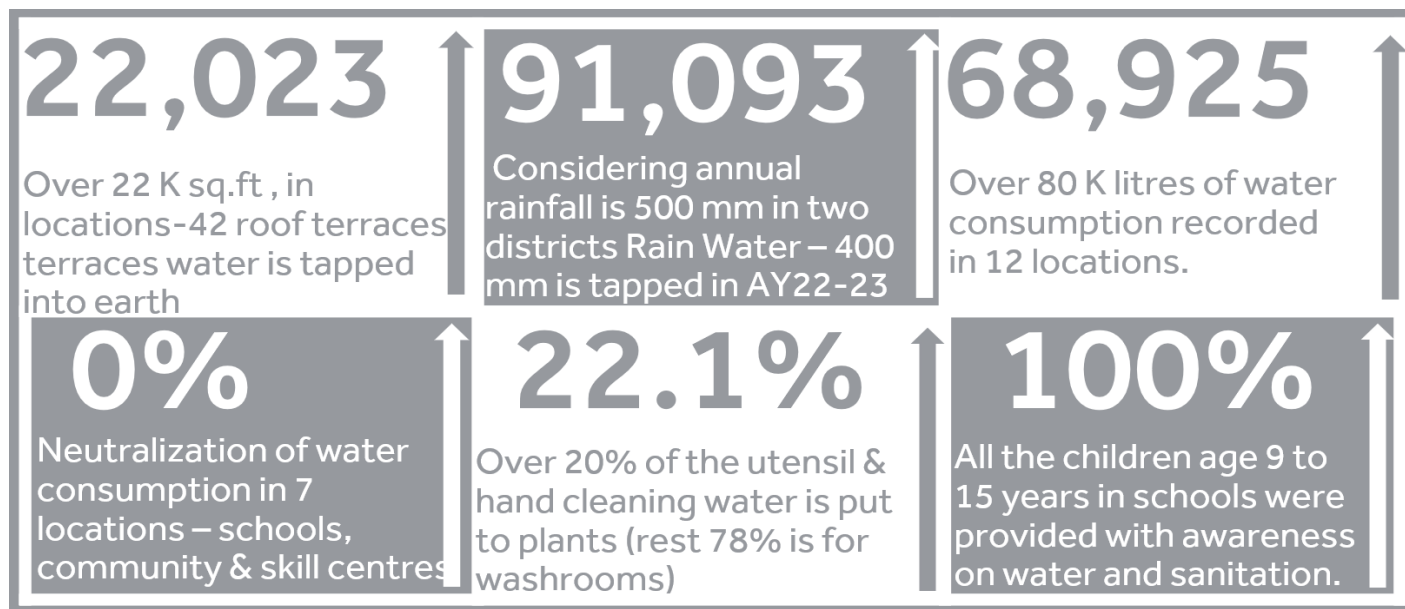 22,023
Over 22 K sq.ft , in
locations-42 roof terraces
terraces water is tapped
into earth
91,093
Considering annual
rainfall is 500 mm in two
districts Rain Water – 400
mm is tapped in AY22-23
68,925
Over 80 K litres of water
consumption recorded
in 12 locations.
0%
Neutralization of water
consumption in 7
locations – schools,
community & skill centres
22.1%
Over 20% of the utensil &
hand cleaning water is put
to plants (rest 78% is for
washrooms)
100%
All the children age 9 to
15 years in schools were
provided with awareness
on water and sanitation.